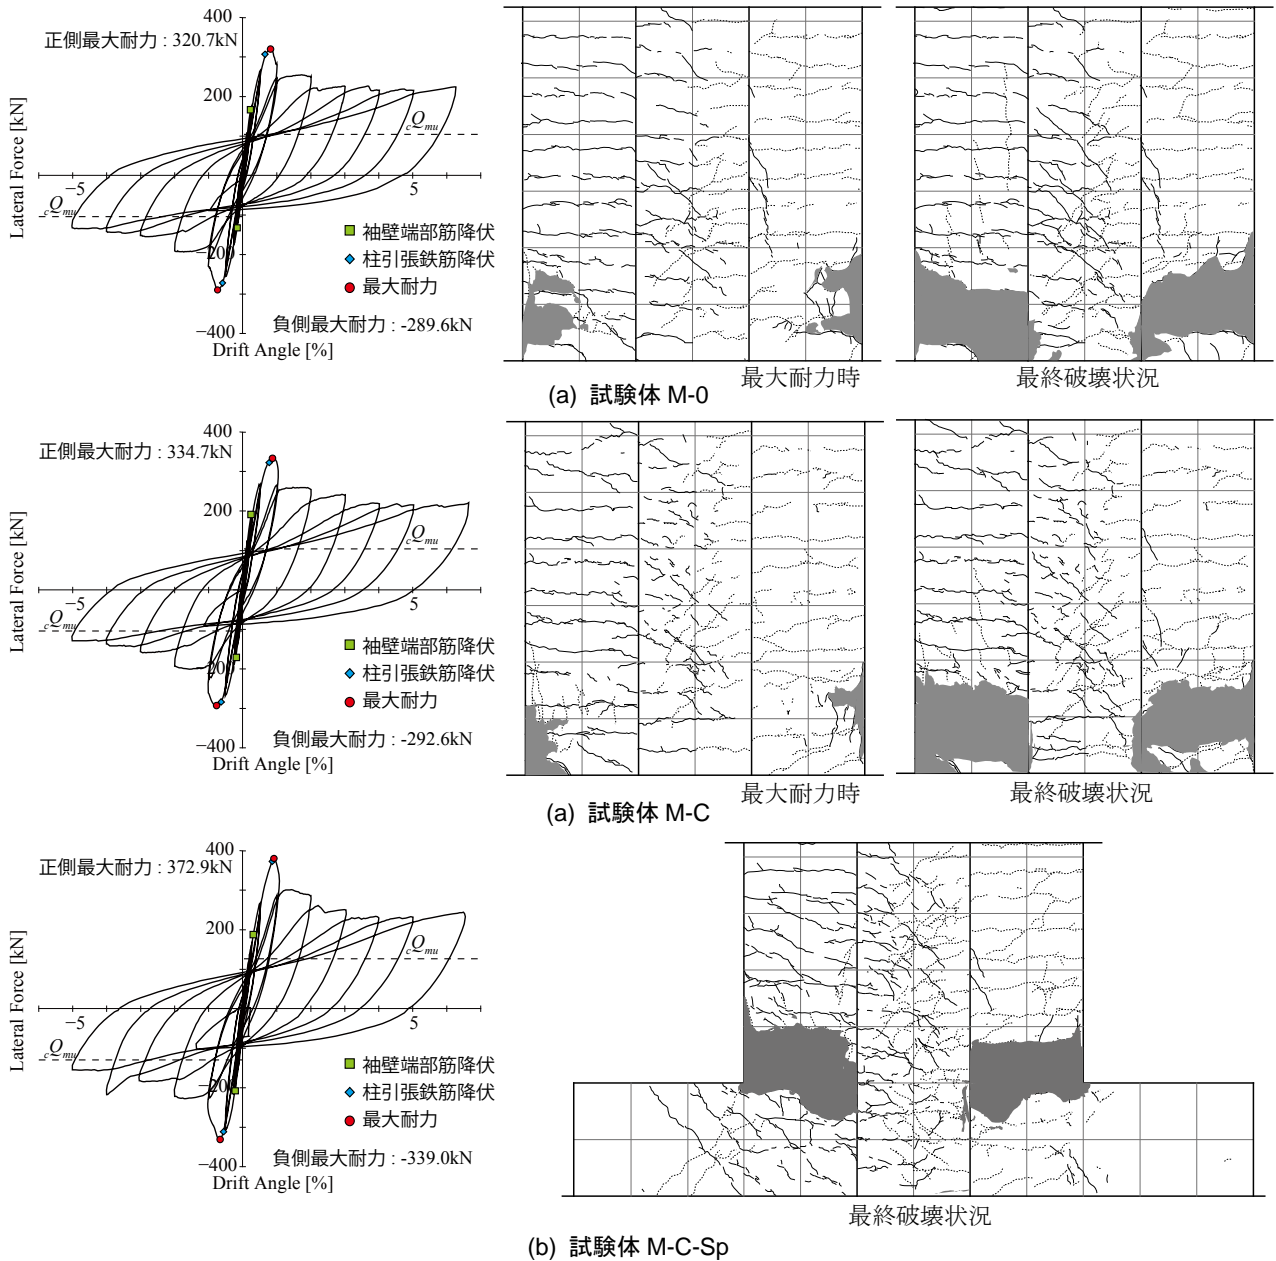 400
正側最大耐力 : 320.7kN
200
cQmu
Lateral Force [kN]
−5
5
cQmu
袖壁端部筋降伏
−200
柱引張鉄筋降伏
最大耐力
負側最大耐力 : -289.6kN
−400
Drift Angle [%]
最大耐力時
最終破壊状況
(a) 試験体 M-0
400
正側最大耐力 : 334.7kN
200
cQmu
Lateral Force [kN]
−5
5
cQmu
袖壁端部筋降伏
−200
柱引張鉄筋降伏
最大耐力
負側最大耐力 : -292.6kN
−400
Drift Angle [%]
最大耐力時
最終破壊状況
(a) 試験体 M-C
400
正側最大耐力 : 372.9kN
200
cQmu
Lateral Force [kN]
−5
5
cQmu
袖壁端部筋降伏
−200
柱引張鉄筋降伏
最大耐力
負側最大耐力 : -339.0kN
−400
Drift Angle [%]
最終破壊状況
(b) 試験体 M-C-Sp